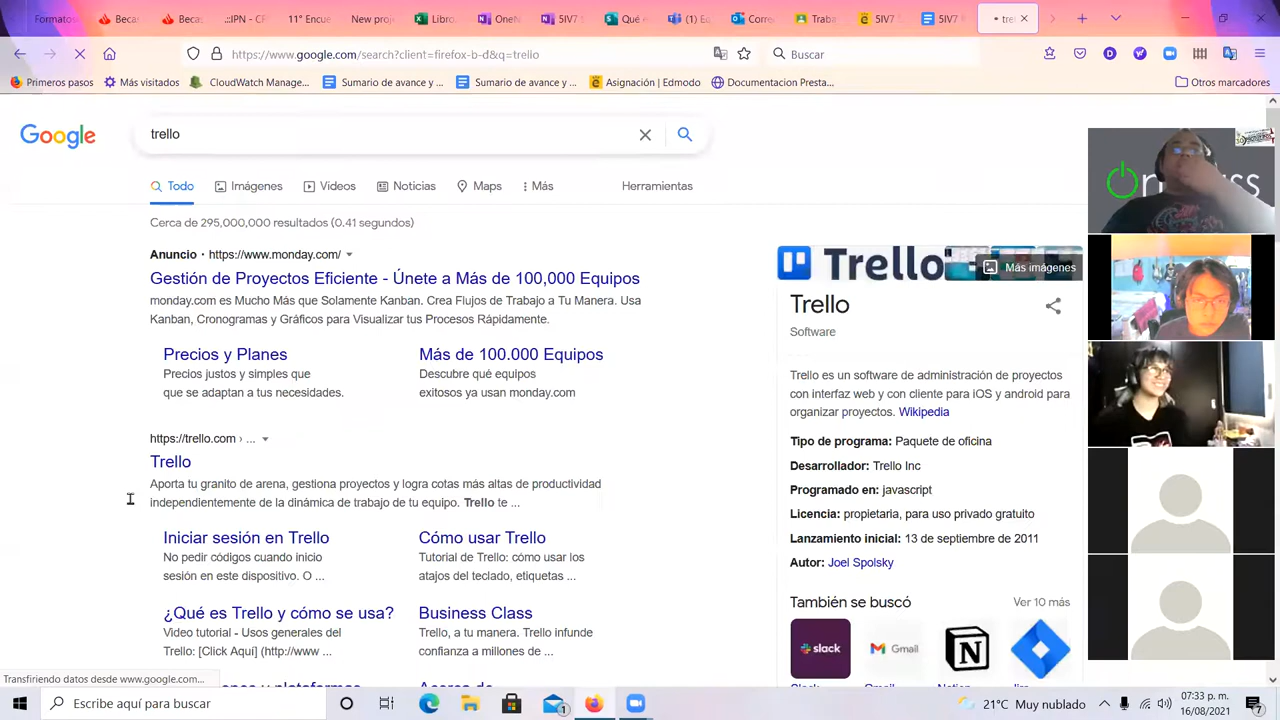 Formatos
Becas
Becas
.::IPN - CP
11° Encue
New proje
Libro.
OneN
5IV7
Qué A
(1) Eq
Corre
Traba
5IV7
5IV7
tre
https://www.google.com/search?client=firefox-b-d&q=trello
Buscar
Primeros pasos
Más visitados
CloudWatch Manage...
Sumario de avance y ...
Sumario de avance y ...
Asignación | Edmodo
Documentacion Presta...
Otros marcadores
Google
trello
Todo
Imágenes
Videos
Noticias
Maps
Más
Herramientas
Cerca de 295,000,000 resultados (0.41 segundos)
Anuncio · https://www.monday.com/
Gestión de Proyectos Eficiente - Únete a Más de 100,000 Equipos
monday.com es Mucho Más que Solamente Kanban. Crea Flujos de Trabajo a Tu Manera. Usa
Kanban, Cronogramas y Gráficos para Visualizar tus Procesos Rápidamente.
Precios y Planes
Precios justos y simples que
que se adaptan a tus necesidades.
Más de 100.000 Equipos
Descubre qué equipos
exitosos ya usan monday.com
https://trello.com › ...
Trello
Aporta tu granito de arena, gestiona proyectos y logra cotas más altas de productividad
independientemente de la dinámica de trabajo de tu equipo. Trello te ...
Iniciar sesión en Trello
No pedir códigos cuando inicio
sesión en este dispositivo. O ...
Cómo usar Trello
Tutorial de Trello: cómo usar los
atajos del teclado, etiquetas ...
¿Qué es Trello y cómo se usa?
Video tutorial - Usos generales del
Trello: [Click Aquí] (http://www ...
Business Class
Trello, a tu manera. Trello infunde
confianza a millones de ...
Trello
Más imágenes
Trello
Software
Trello es un software de administración de proyectos
con interfaz web y con cliente para iOS y android para
organizar proyectos. Wikipedia
Tipo de programa: Paquete de oficina
Desarrollador: Trello Inc
Programado en: javascript
Licencia: propietaria, para uso privado gratuito
Lanzamiento inicial: 13 de septiembre de 2011
Autor: Joel Spolsky
También se buscó
Ver 10 más
slack
Gmail
Transfiriendo datos desde www.google.com...
Escribe aquí para buscar
1
21°C Muy nublado
07:33 p. m.
16/08/2021
7